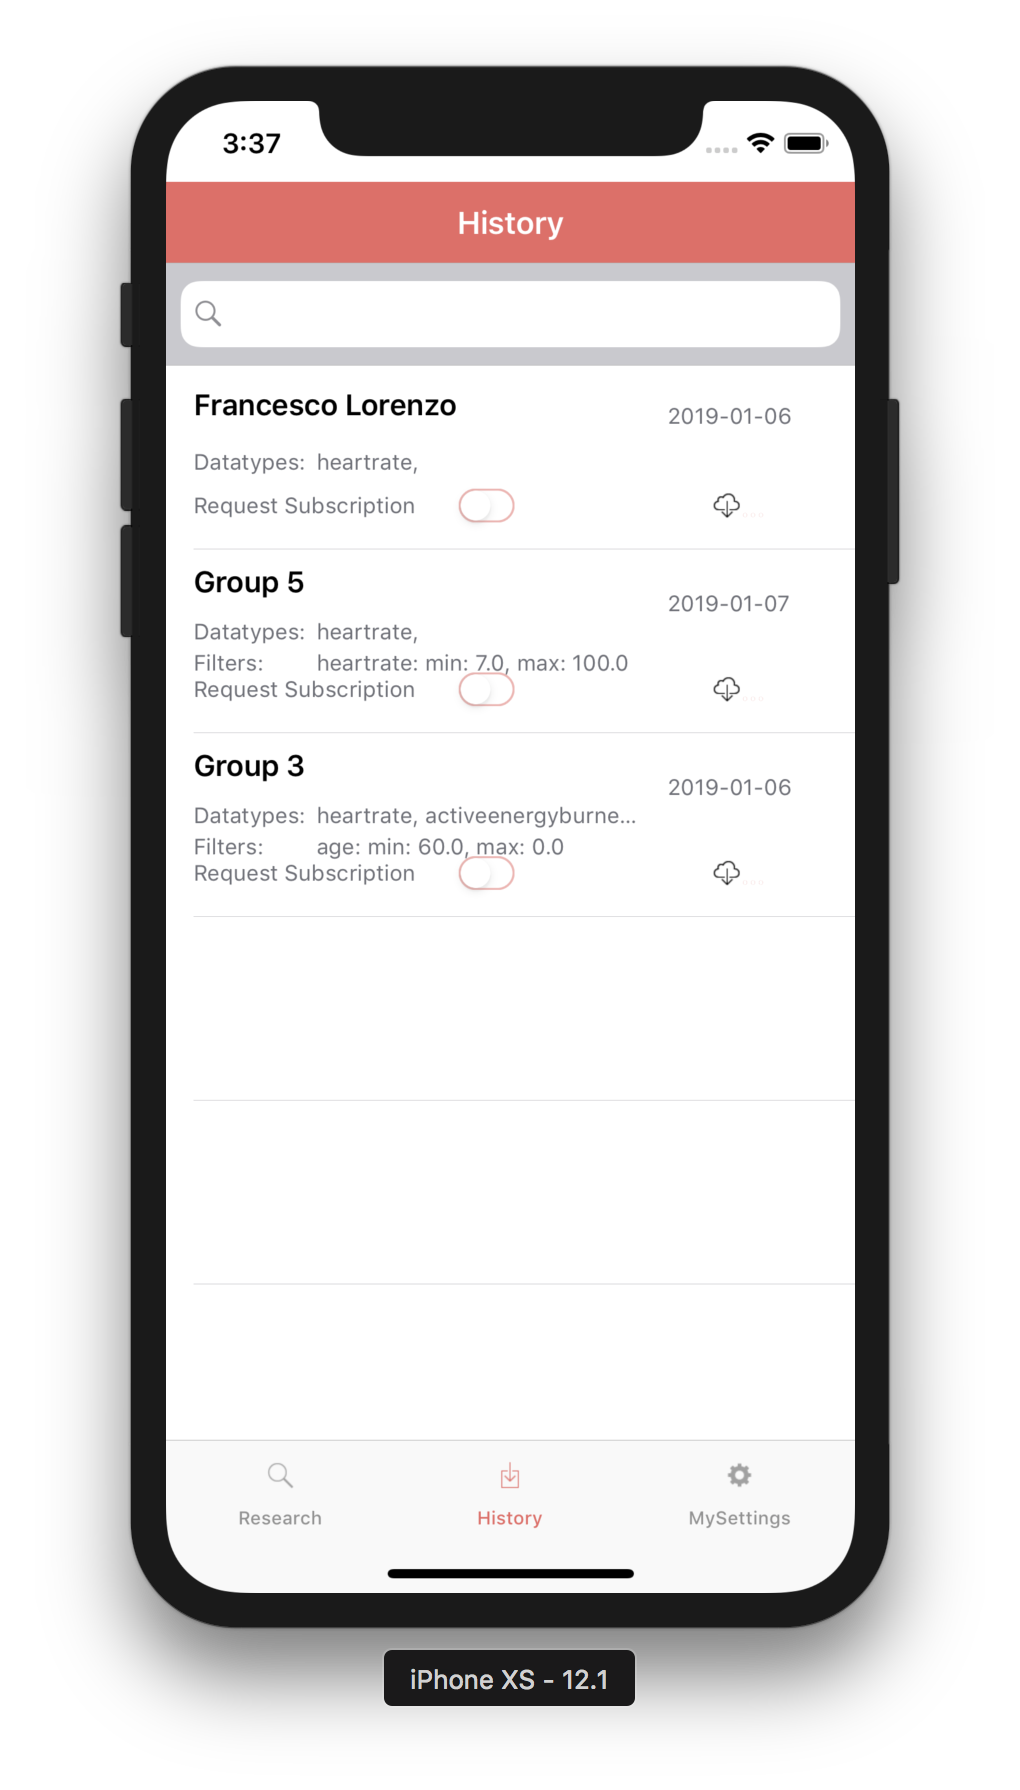 3:37
History
Francesco Lorenzo
2019-01-06
Datatypes: heartrate,
Request Subscription
Group 5
2019-01-07
Datatypes: heartrate,
Filters: heartrate: min: 7.0, max: 100.0
Request Subscription
Group 3
2019-01-06
Datatypes: heartrate, activeenergyburne...
Filters: age: min: 60.0, max: 0.0
Request Subscription
Research History MySettings
iPhone XS - 12.1